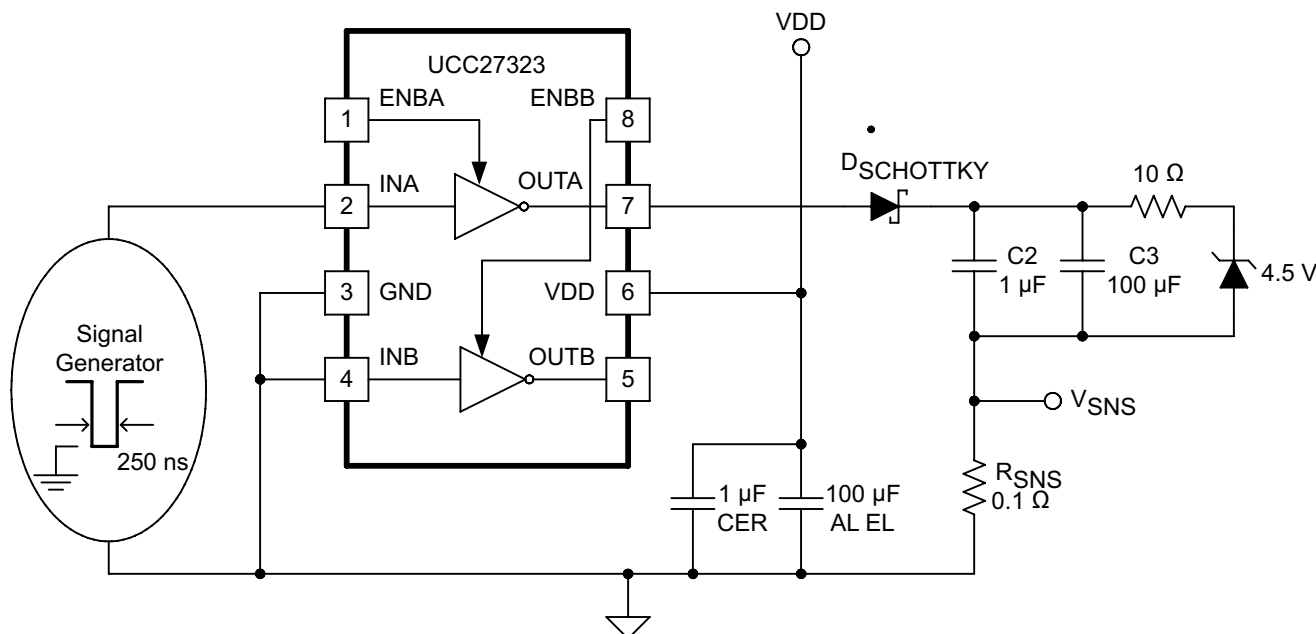 VDD
UCC27323
1
ENBA
ENBB
8
2
INA
OUTA
7
DSCHOTTKY
10 Ω
3
GND
VDD
6
C2
1 µF
C3
100 µF
4.5 V
Signal
Generator
250 ns
4
INB
OUTB
5
VSNS
1 µF
CER
100 µF
AL EL
RSNS
0.1 Ω